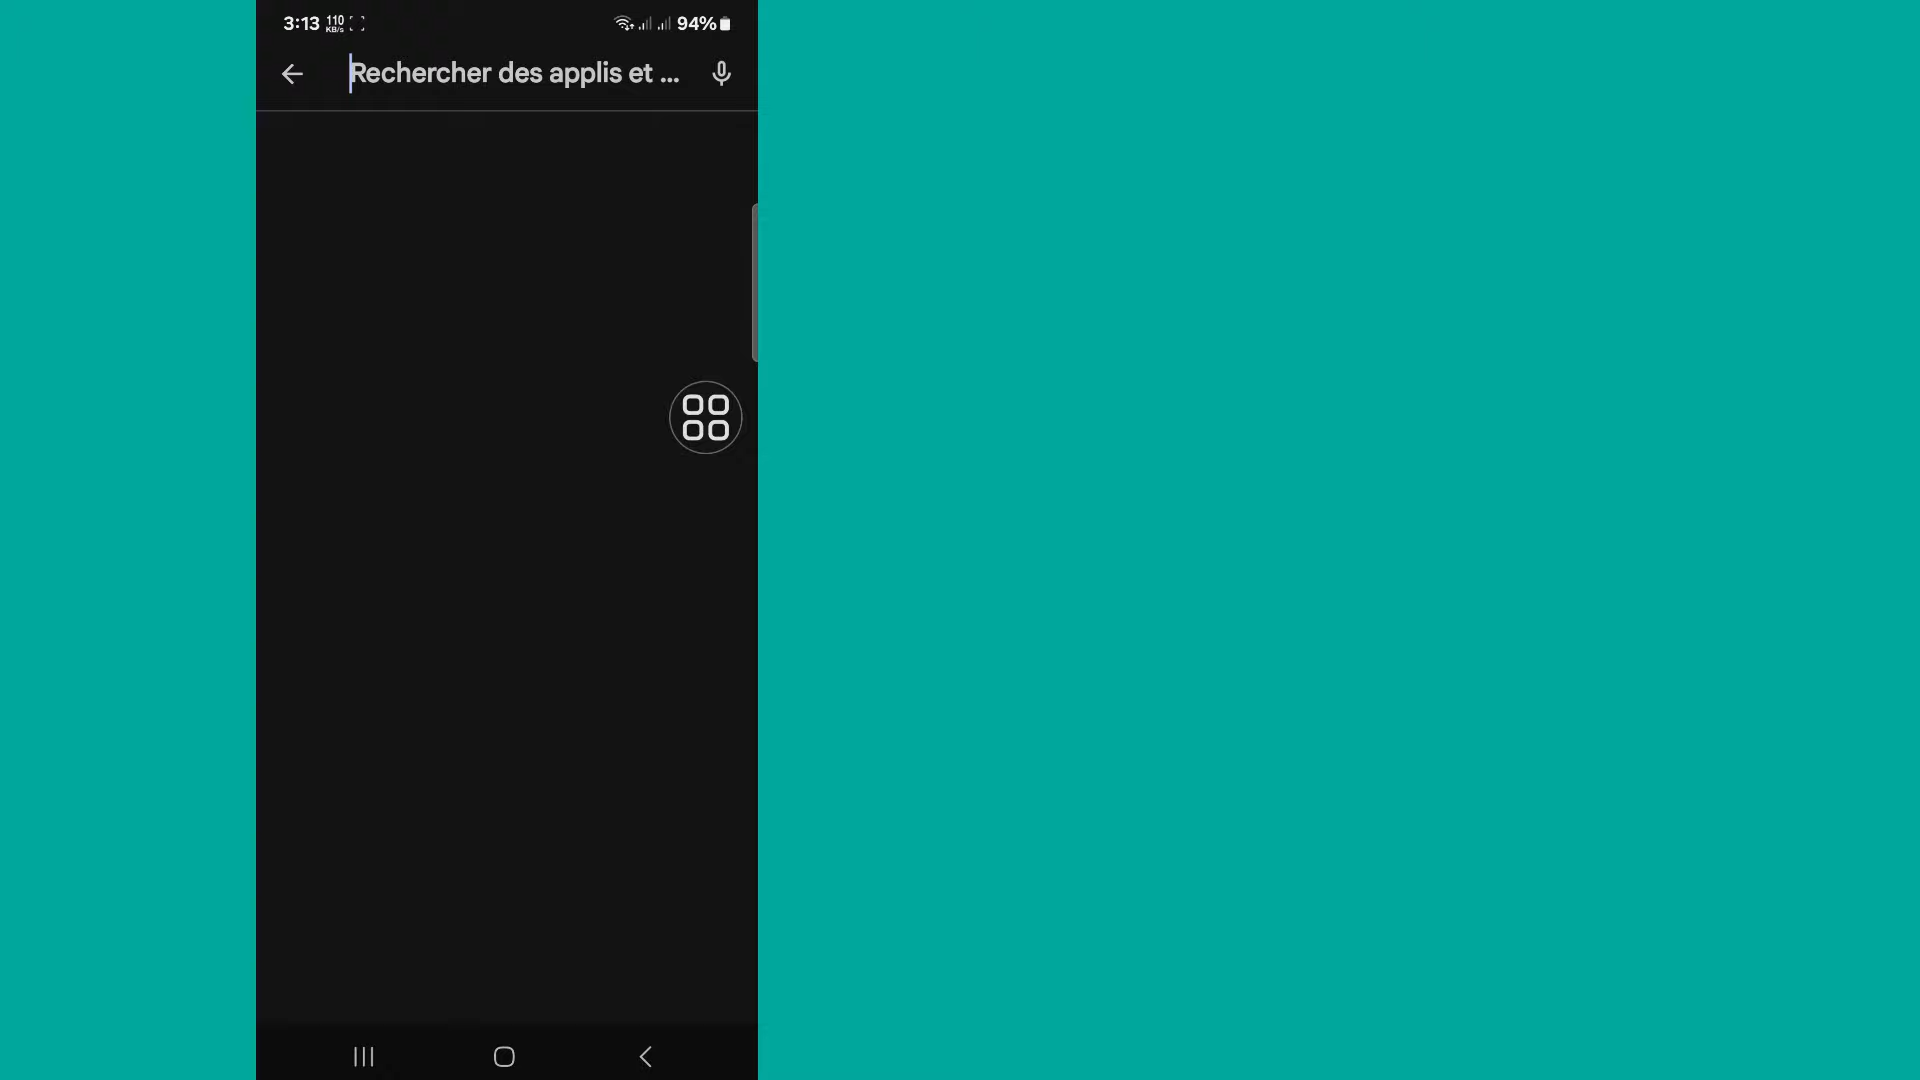 3:13 110 KB/s 94%
Rechercher des applis et ...